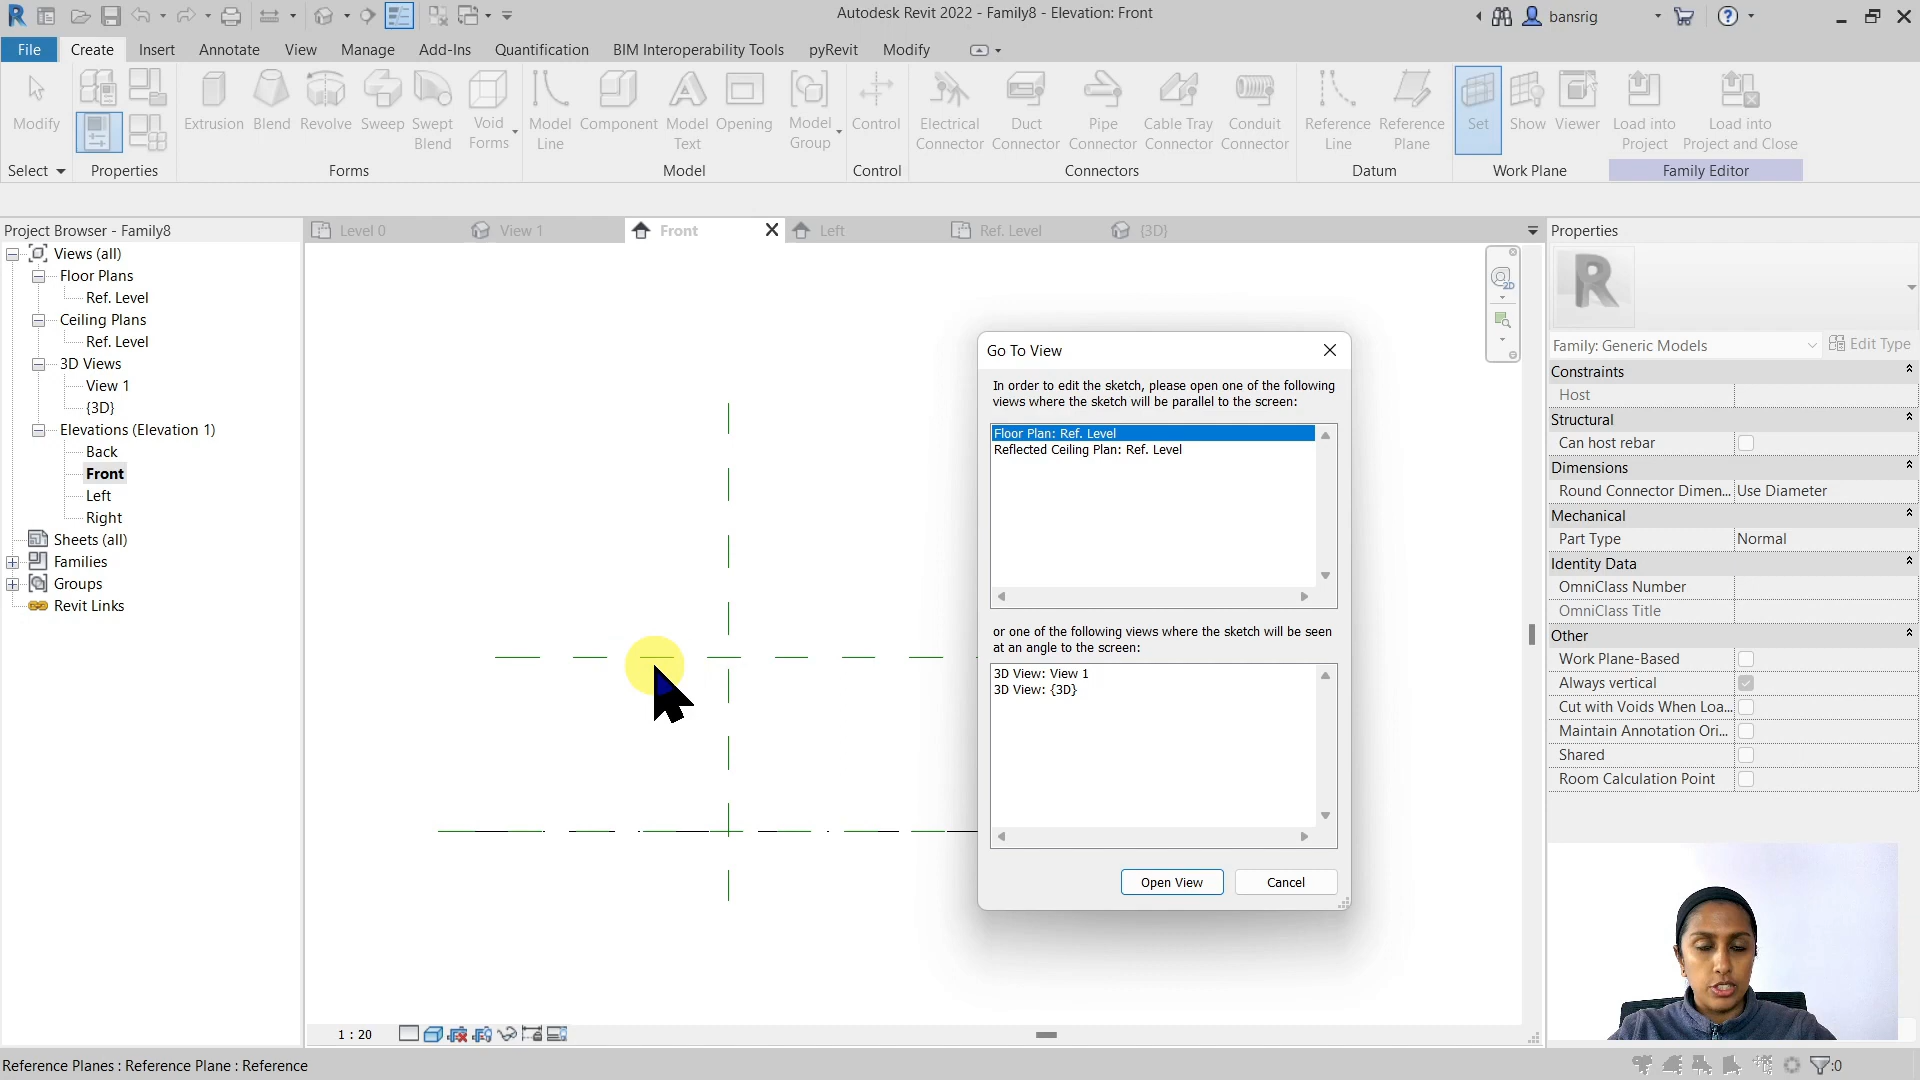 Autodesk Revit 2022 - Family8 - Elevation: Front
bansrig
File
Create
Insert
Annotate
View
Manage
Add-Ins
Quantification
BIM Interoperability Tools
pyRevit
Modify
Modify
Extrusion
Blend
Revolve
Sweep
Swept
Blend
Void
Forms
Model
Line
Component
Model
Text
Opening
Model
Group
Control
Electrical
Connector
Duct
Connector
Pipe
Connector
Cable Tray
Connector
Conduit
Connector
Reference
Line
Reference
Plane
Set
Show
Viewer
Load into
Project
Load into
Project and Close
Select
Properties
Forms
Model
Control
Connectors
Datum
Work Plane
Family Editor
Project Browser - Family8
Views (all)
Floor Plans
Ref. Level
Ceiling Plans
Ref. Level
3D Views
View 1
{3D}
Elevations (Elevation 1)
Back
Front
Left
Right
Sheets (all)
Families
Groups
Revit Links
Level 0
View 1
Front
Left
Ref. Level
{3D}
2D
Go To View
In order to edit the sketch, please open one of the following
views where the sketch will be parallel to the screen:
Floor Plan: Ref. Level
Reflected Ceiling Plan: Ref. Level
or one of the following views where the sketch will be seen
at an angle to the screen:
3D View: View 1
3D View: {3D}
Open View
Cancel
Properties
R
Family: Generic Models
Edit Type
Constraints
Host
Structural
Can host rebar
Dimensions
Round Connector Dimen... Use Diameter
Mechanical
Part Type Normal
Identity Data
OmniClass Number
OmniClass Title
Other
Work Plane-Based
Always vertical
Cut with Voids When Loa...
Maintain Annotation Ori...
Shared
Room Calculation Point
1 : 20
Reference Planes : Reference Plane : Reference
:0